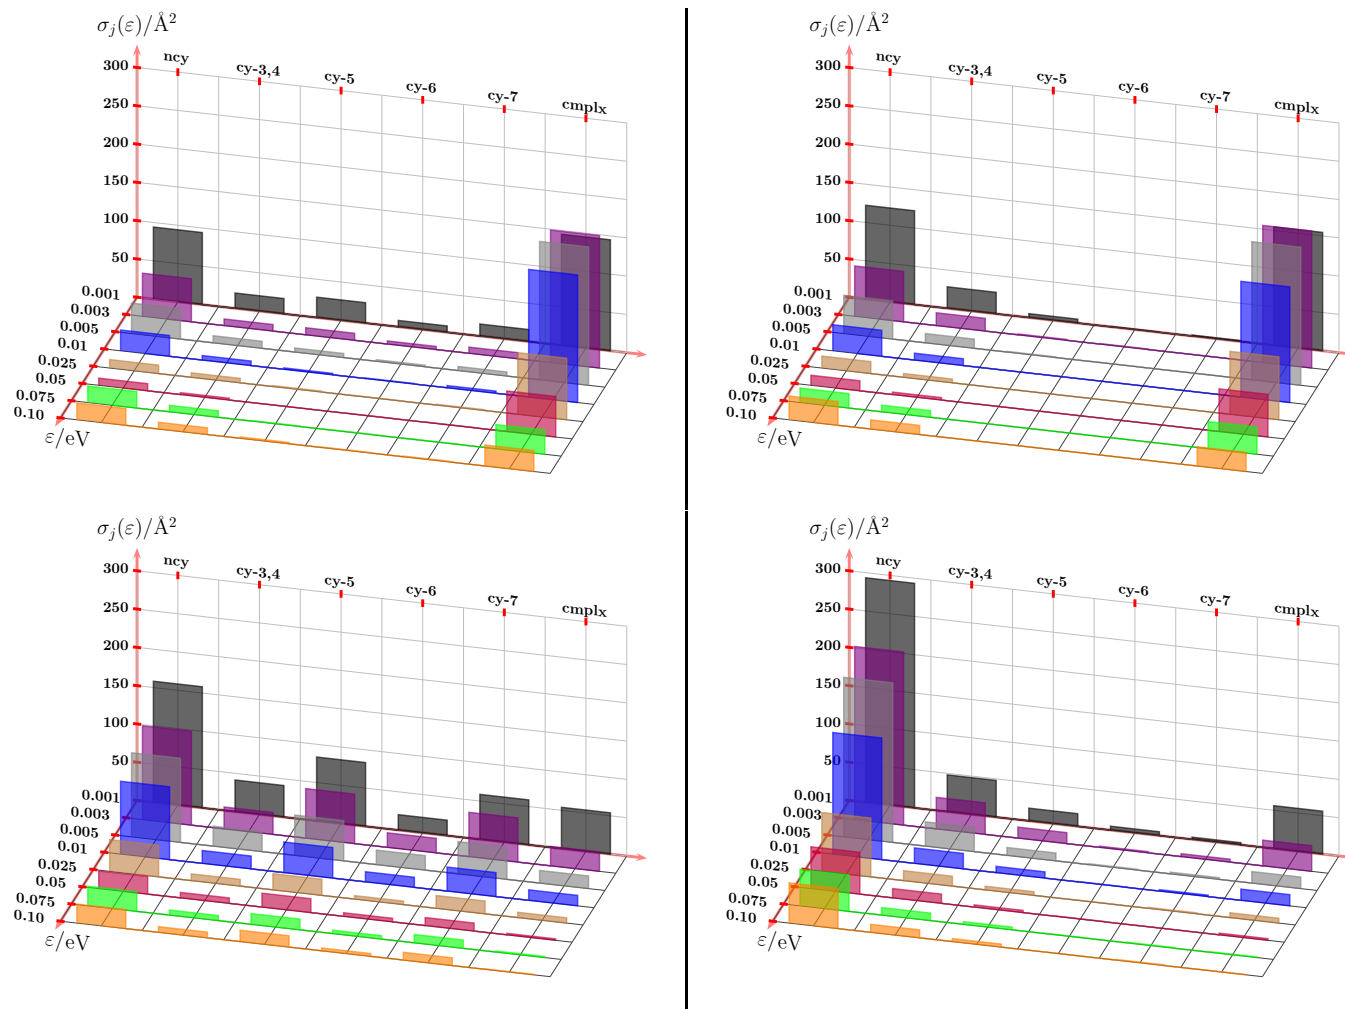 σⱼ(ε)/Å²
300
250
200
150
100
50
ncy
cy-3,4
cy-5
cy-6
cy-7
cmplx
0.001
0.003
0.005
0.01
0.025
0.05
0.075
0.10
ε/eV
σⱼ(ε)/Å²
300
250
200
150
100
50
ncy
cy-3,4
cy-5
cy-6
cy-7
cmplx
0.001
0.003
0.005
0.01
0.025
0.05
0.075
0.10
ε/eV
σⱼ(ε)/Å²
300
250
200
150
100
50
ncy
cy-3,4
cy-5
cy-6
cy-7
cmplx
0.001
0.003
0.005
0.01
0.025
0.05
0.075
0.10
ε/eV
σⱼ(ε)/Å²
300
250
200
150
100
50
ncy
cy-3,4
cy-5
cy-6
cy-7
cmplx
0.001
0.003
0.005
0.01
0.025
0.05
0.075
0.10
ε/eV